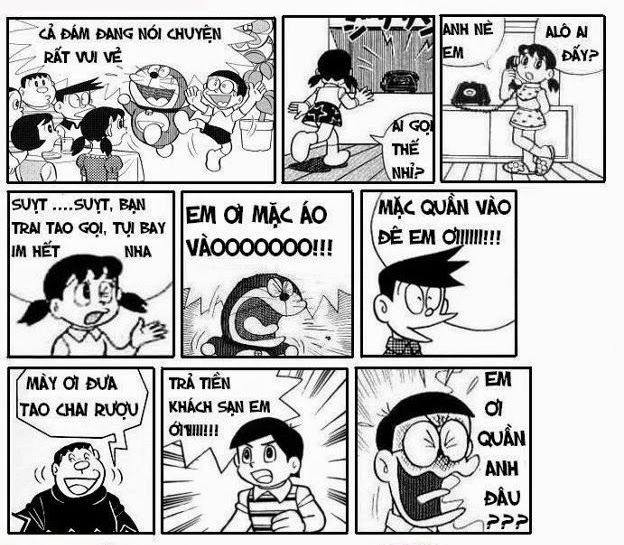 CẢ ĐÁM ĐANG NÓI CHUYỆN
RẤT VUI VẺ
AI GỌI
THẾ
NHỈ?
ANH NÈ
EM
ALÔ AI
ĐẤY?
SUỴT ....SUỴT, BẠN
TRAI TAO GỌI, TỤI BAY
IM HẾT NHA
EM ƠI MẶC ÁO
VÀOOOOOOO!!!
MẶC QUẦN VÀO
ĐÊ EM ƠIIIIII!!!
MÀY ƠI ĐƯA
TAO CHAI RƯỢU
TRẢ TIỀN
KHÁCH SẠN EM
ƠIIIIII!!!
EM
ƠI
QUẦN
ANH
ĐÂU
???